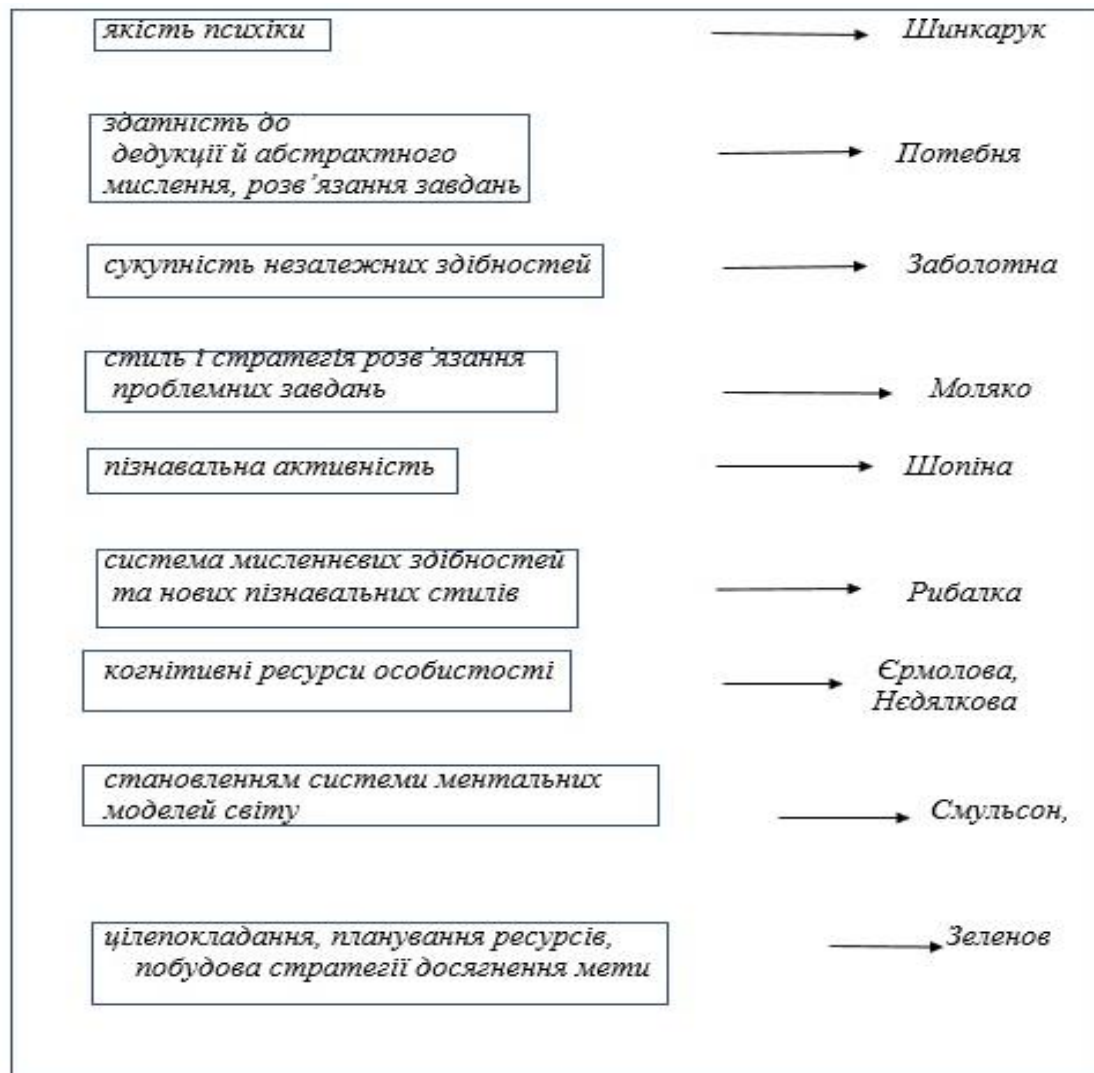 якість психіки
Шинкарук
здатність до
дедукції й абстрактного
мислення, розв’язання завдань
Потебня
сукупність незалежних здібностей
Заболотна
стиль і стратегія розв’язання
проблемних завдань
Моляко
пізнавальна активність
Шопіна
система мисленнєвих здібностей
та нових пізнавальних стилів
Рибалка
когнітивні ресурси особистості
Єрмолова,
Нєдялкова
становленням системи ментальних
моделей світу
Смульсон,
цілепокладання, планування ресурсів,
побудова стратегії досягнення мети
Зеленов